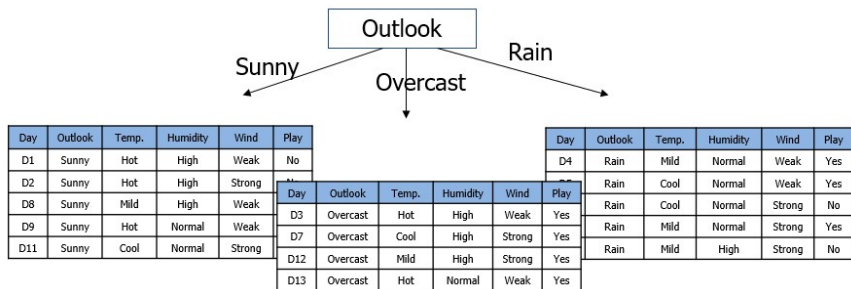 Outlook
Sunny
Overcast
Rain
Day Outlook Temp. Humidity Wind Play
D1 Sunny Hot High Weak No
D2 Sunny Hot High Strong
D8 Sunny Mild High Weak
D9 Sunny Hot Normal Weak
D11 Sunny Cool Normal Strong
Day Outlook Temp. Humidity Wind Play
D3 Overcast Hot High Weak Yes
D7 Overcast Cool High Strong Yes
D12 Overcast Mild High Strong Yes
D13 Overcast Hot Normal Weak Yes
Day Outlook Temp. Humidity Wind Play
D4 Rain Mild Normal Weak Yes
Rain Cool Normal Weak Yes
Rain Cool Normal Strong No
Rain Mild Normal Strong Yes
Rain Mild High Strong No